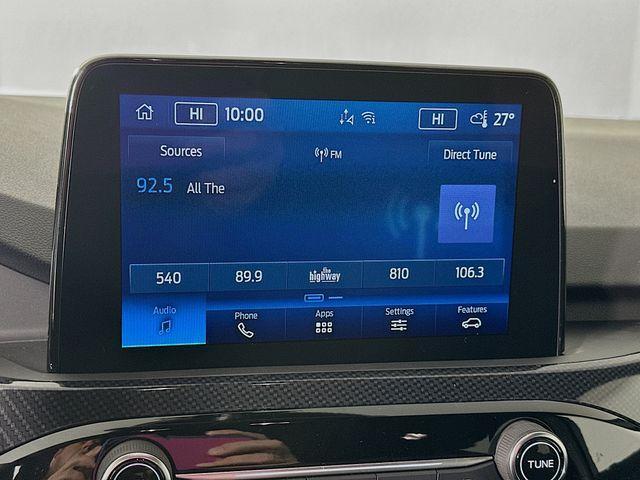 HI 10:00 HI 27°
Sources FM Direct Tune
92.5 All The
540 89.9 the highway 810 106.3
Audio Phone Apps Settings Features
TUNE